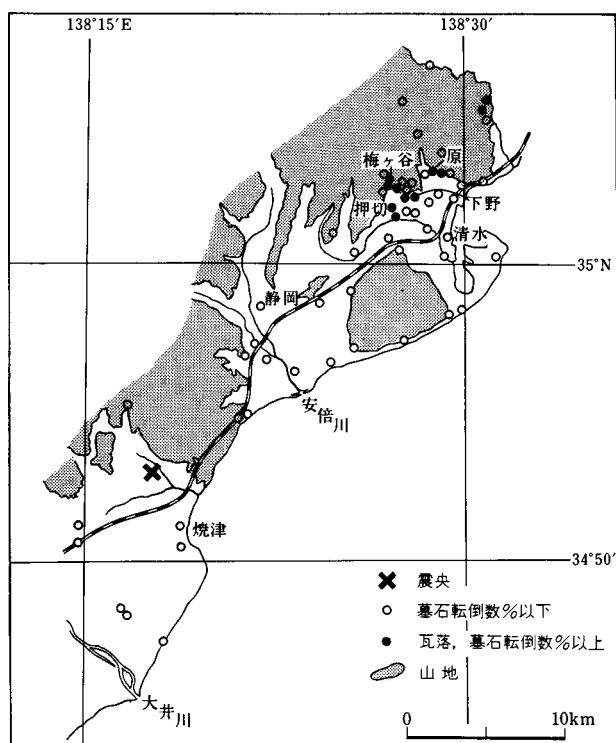 138°15'E
138°30'
梅ヶ谷
原
押切
下野
清水
35°N
静岡
安倍川
焼津
34°50'
震央
墓石転倒数%以下
瓦落，墓石転倒数%以上
山地
大井川
0
10km